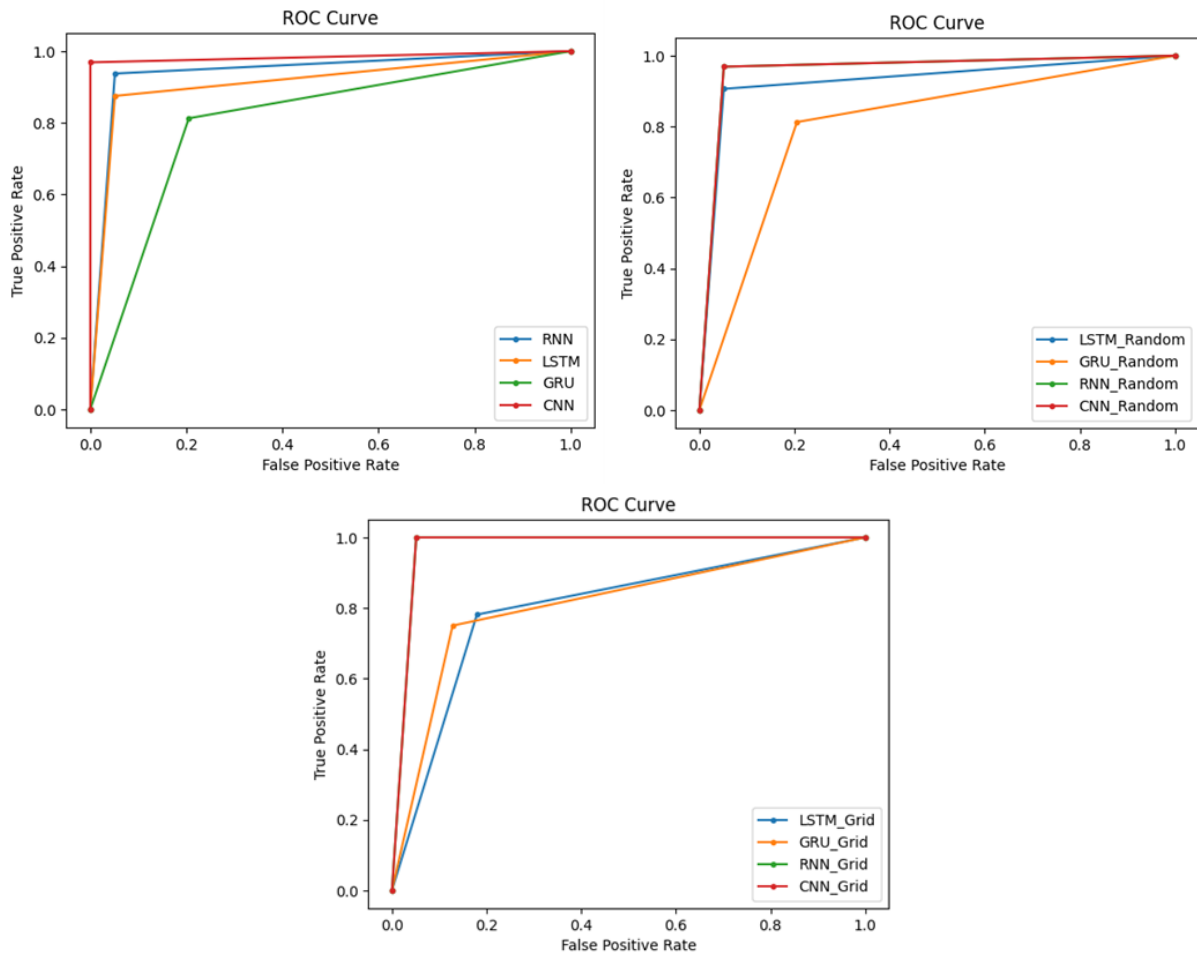 ROC Curve
1.0
0.8
0.6
0.4
0.2
0.0
True Positive Rate
RNN
LSTM
GRU
CNN
0.0 0.2 0.4 0.6 0.8 1.0
False Positive Rate
ROC Curve
1.0
0.8
0.6
0.4
0.2
0.0
True Positive Rate
LSTM_Random
GRU_Random
RNN_Random
CNN_Random
0.0 0.2 0.4 0.6 0.8 1.0
False Positive Rate
ROC Curve
1.0
0.8
0.6
0.4
0.2
0.0
True Positive Rate
LSTM_Grid
GRU_Grid
RNN_Grid
CNN_Grid
0.0 0.2 0.4 0.6 0.8 1.0
False Positive Rate